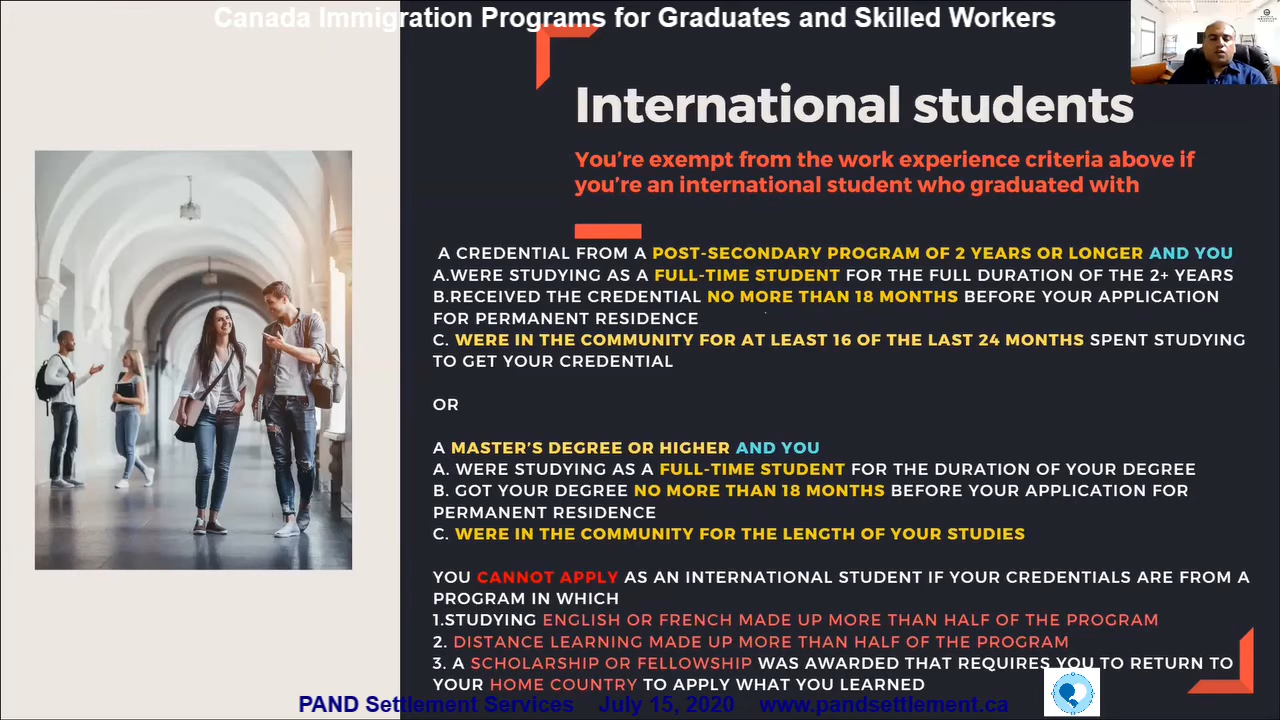 Canada Immigration Programs for Graduates and Skilled Workers
International students
You're exempt from the work experience criteria above if
you're an international student who graduated with
A CREDENTIAL FROM A POST-SECONDARY PROGRAM OF 2 YEARS OR LONGER AND YOU
A.WERE STUDYING AS A FULL-TIME STUDENT FOR THE FULL DURATION OF THE 2+ YEARS
B.RECEIVED THE CREDENTIAL NO MORE THAN 18 MONTHS BEFORE YOUR APPLICATION
FOR PERMANENT RESIDENCE
C. WERE IN THE COMMUNITY FOR AT LEAST 16 OF THE LAST 24 MONTHS SPENT STUDYING
TO GET YOUR CREDENTIAL
OR
A MASTER'S DEGREE OR HIGHER AND YOU
A. WERE STUDYING AS A FULL-TIME STUDENT FOR THE DURATION OF YOUR DEGREE
B. GOT YOUR DEGREE NO MORE THAN 18 MONTHS BEFORE YOUR APPLICATION FOR
PERMANENT RESIDENCE
C. WERE IN THE COMMUNITY FOR THE LENGTH OF YOUR STUDIES
YOU CANNOT APPLY AS AN INTERNATIONAL STUDENT IF YOUR CREDENTIALS ARE FROM A
PROGRAM IN WHICH
1.STUDYING ENGLISH OR FRENCH MADE UP MORE THAN HALF OF THE PROGRAM
2. DISTANCE LEARNING MADE UP MORE THAN HALF OF THE PROGRAM
3. A SCHOLARSHIP OR FELLOWSHIP WAS AWARDED THAT REQUIRES YOU TO RETURN TO
YOUR HOME COUNTRY TO APPLY WHAT YOU LEARNED
PAND Settlement Services July 15, 2020 www.pandsettlement.ca